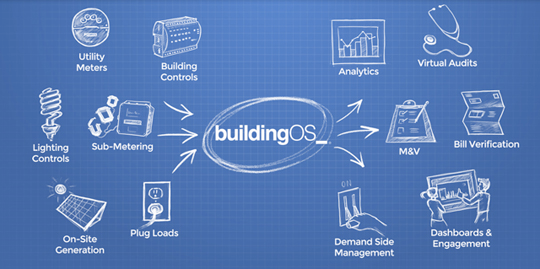 Utility
Meters
Building
Controls
Analytics
Virtual Audits
Lighting
Controls
Sub-Metering
buildingOS_
M&V
Bill Verification
On-Site
Generation
Plug Loads
Demand Side
Management
Dashboards &
Engagement